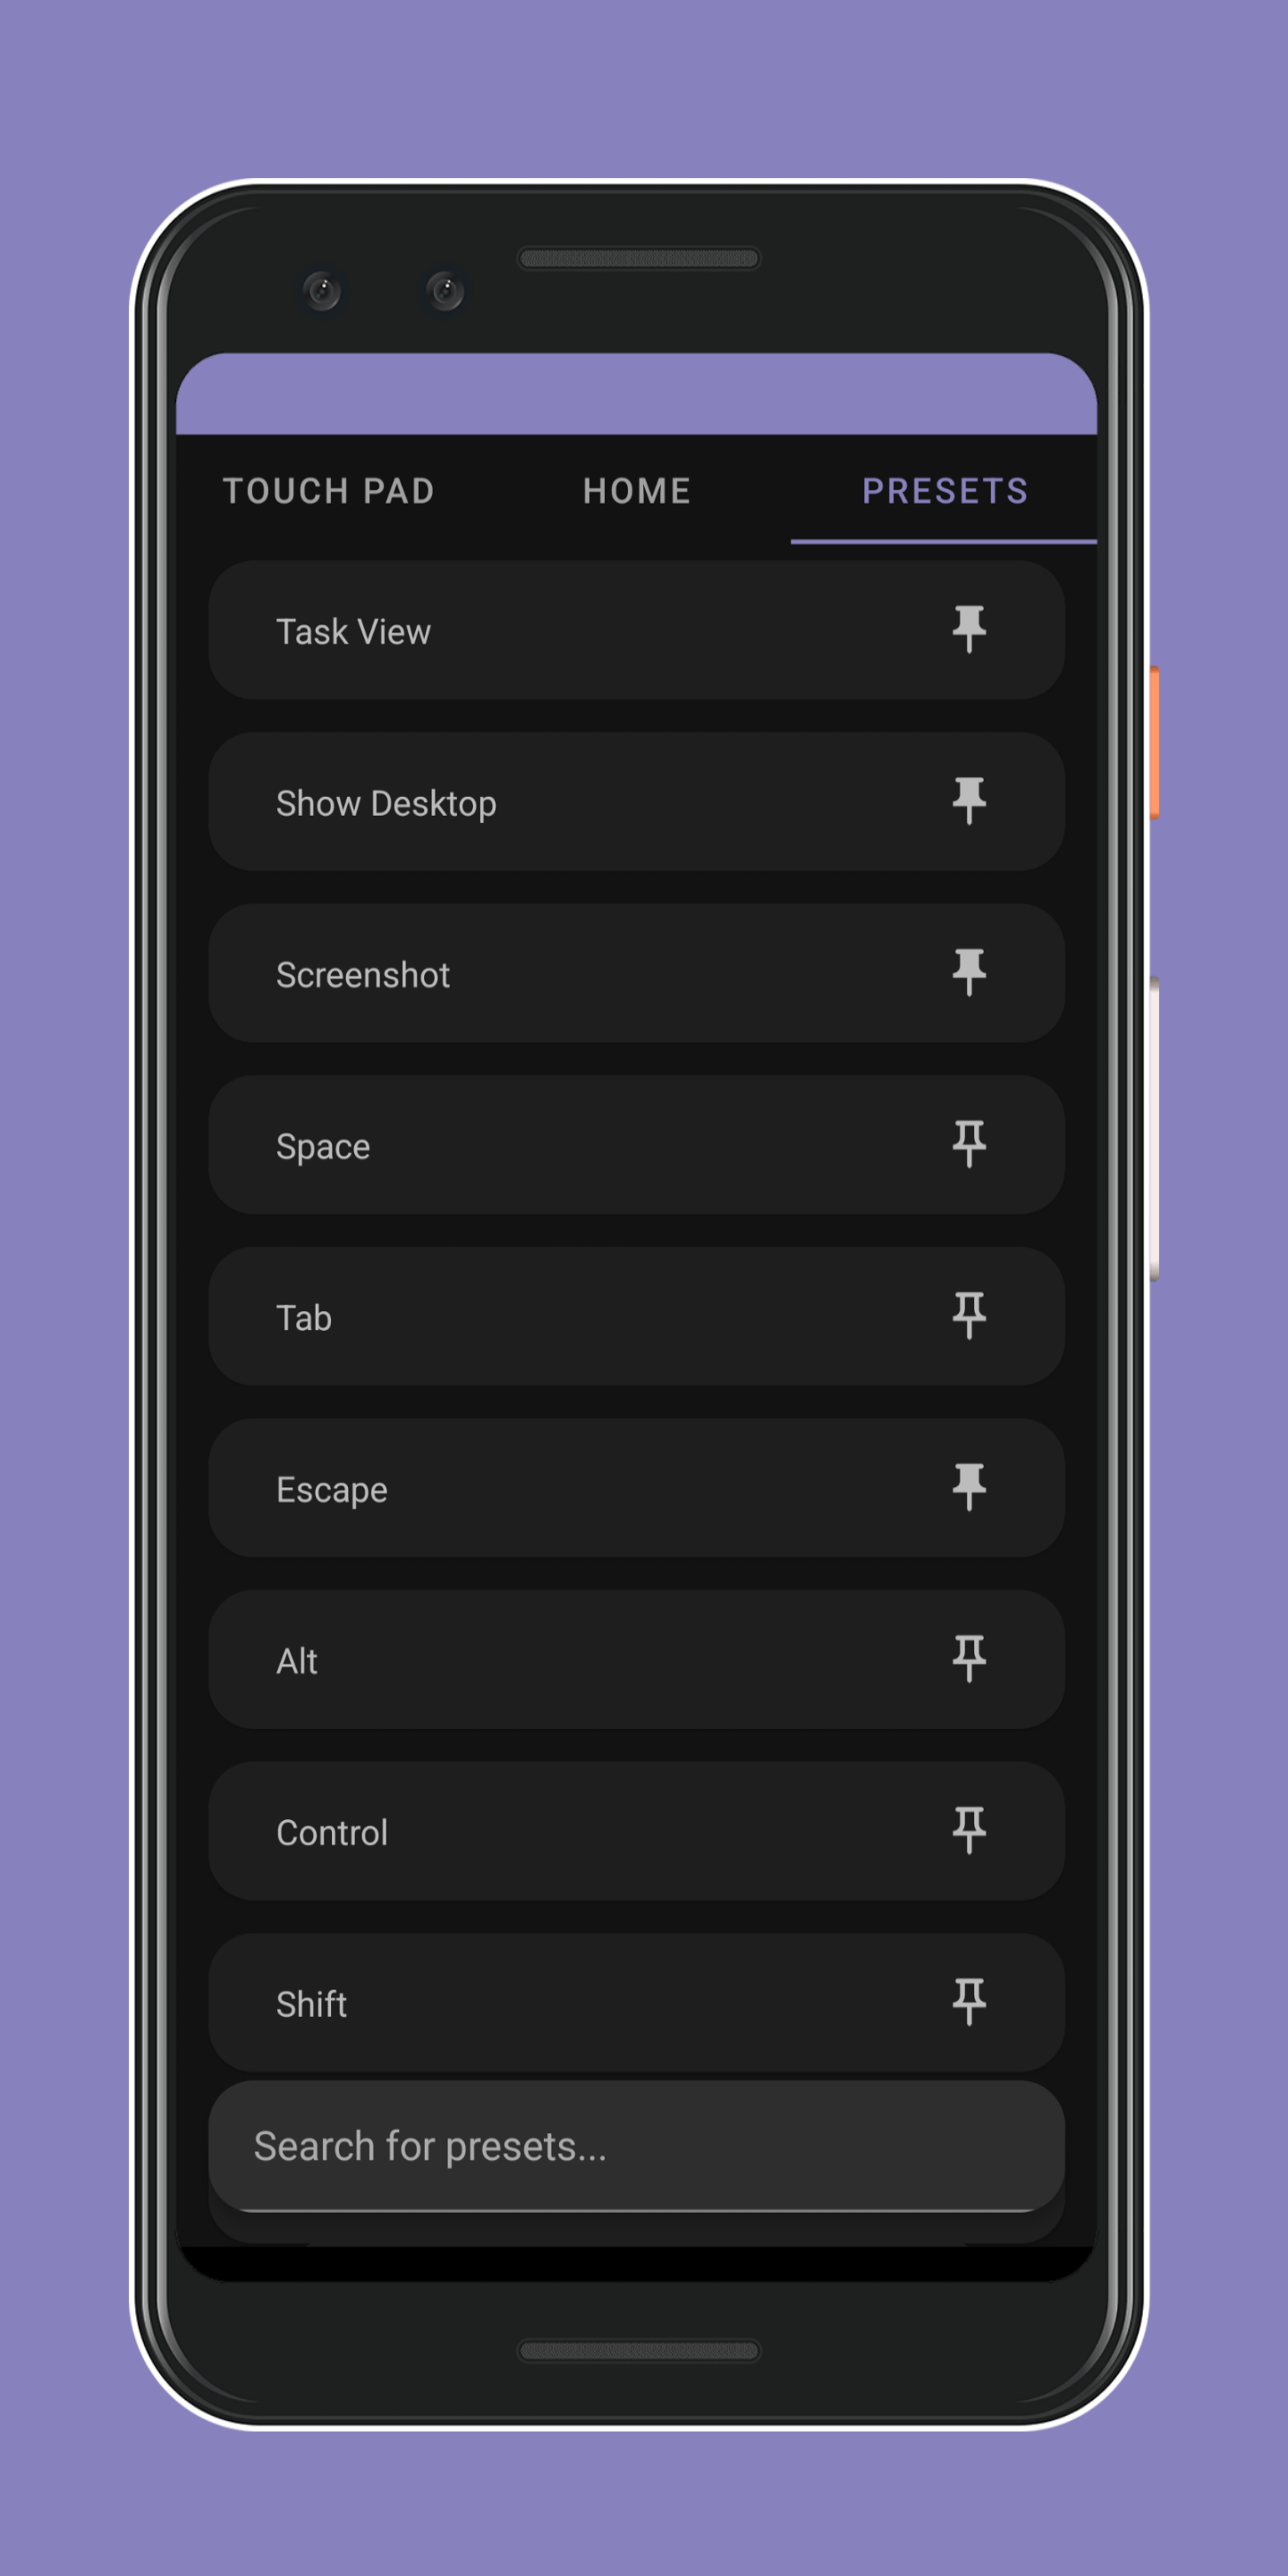 TOUCH PAD HOME PRESETS
Task View
Show Desktop
Screenshot
Space
Tab
Escape
Alt
Control
Shift
Search for presets...